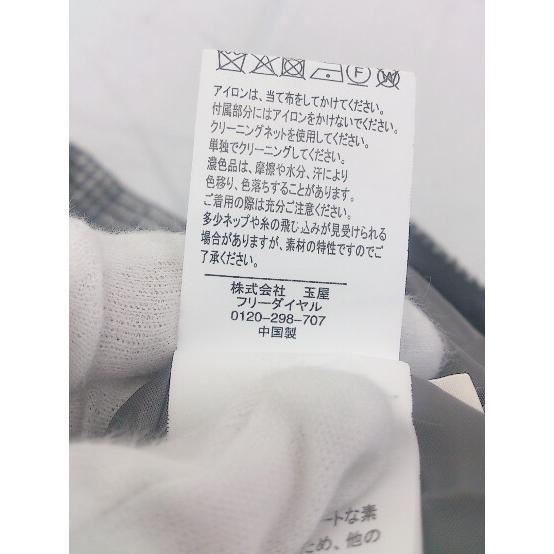 アイロンは、当て布をしてかけてください。
付属部分にはアイロンをかけないでください。
クリーニングネットを使用してください。
単独でクリーニングしてください。
濃色品は、摩擦や水分、汗により
色移り、色落ちすることがあります。
ご着用の際は充分ご注意ください。
多少ネップや糸の飛び込みが見受けられる
場合がありますが、素材の特性ですのでご
了承ください。
株式会社 玉屋
フリーダイヤル
0120-298-707
中国製
ートな素
ため、他の